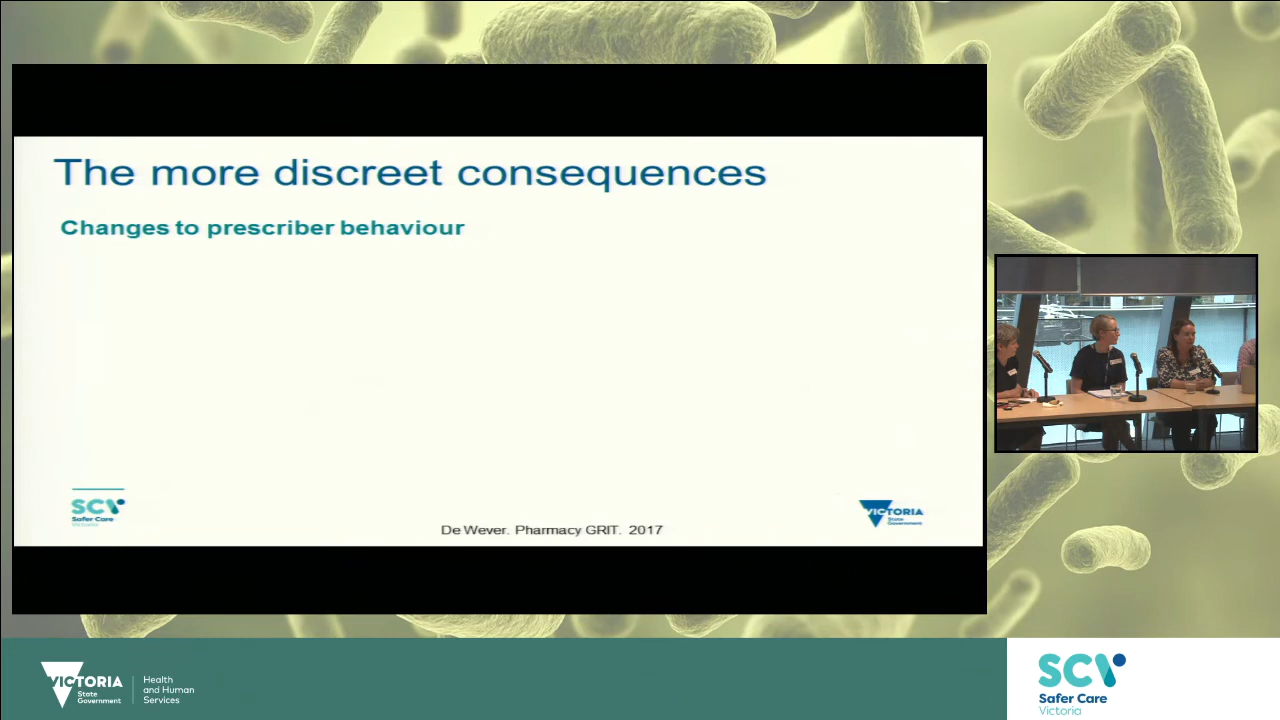 The more discreet consequences
Changes to prescriber behaviour
SCV
Safer Care
Victoria
De Wever. Pharmacy GRIT. 2017
VICTORIA
State
Government
VICTORIA
State
Government
Health
and Human
Services
SCV
Safer Care
Victoria